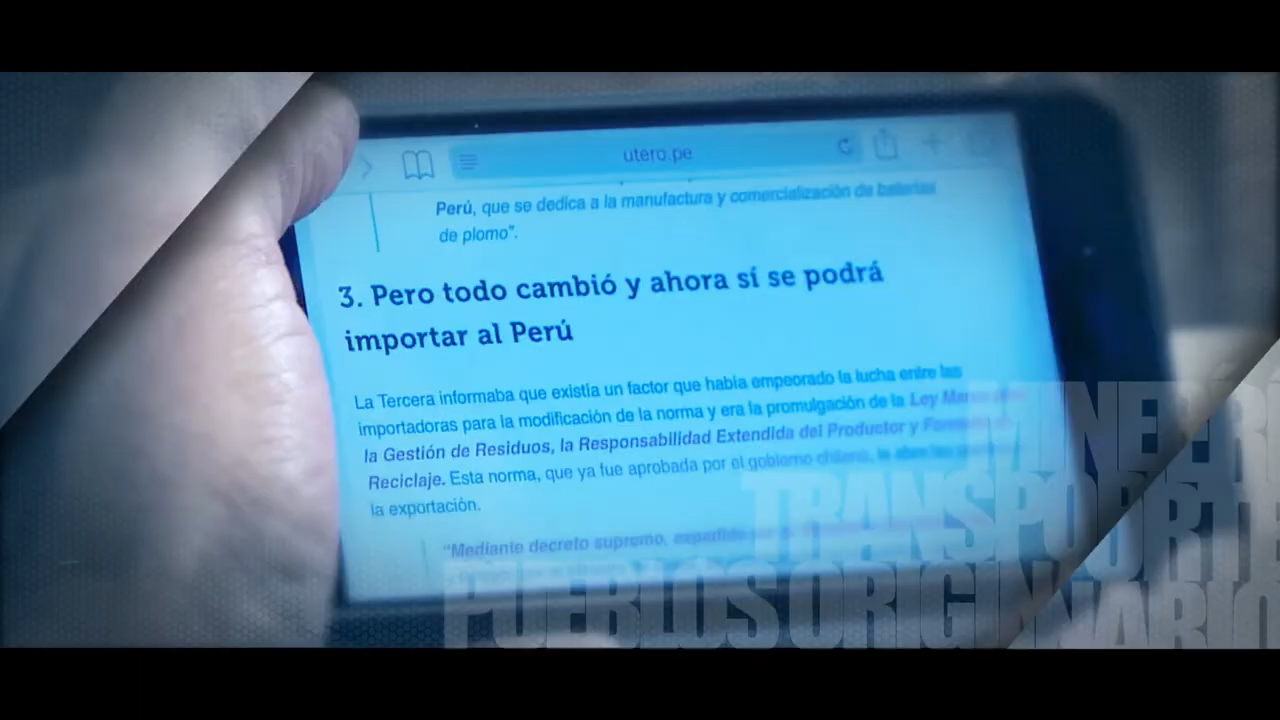 utero.pe
Perú, que se dedica a la manufactura y comercialización de baterías
de plomo”.
3. Pero todo cambió y ahora sí se podrá
importar al Perú
La Tercera informaba que existía un factor que había empeorado la lucha entre las
importadoras para la modificación de la norma y era la promulgación de la Ley
la Gestión de Residuos, la Responsabilidad Extendida del Productor y
Reciclaje. Esta norma, que ya fue aprobada por el gobierno chileno,
la exportación.
“Mediante decreto supremo,
TRANSPORTE
PUEBLOS